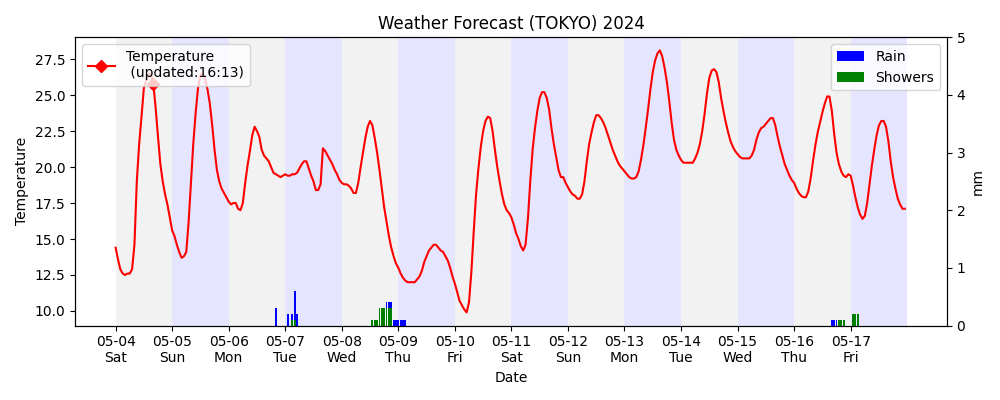 Weather Forecast (TOKYO) 2024
Temperature
(updated:16:13)
Rain
Showers
Temperature
27.5
25.0
22.5
20.0
17.5
15.0
12.5
10.0
mm
5
4
3
2
1
0
05-04 05-05 05-06 05-07 05-08 05-09 05-10 05-11 05-12 05-13 05-14 05-15 05-16 05-17
Sat Sun Mon Tue Wed Thu Fri Sat Sun Mon Tue Wed Thu Fri
Date